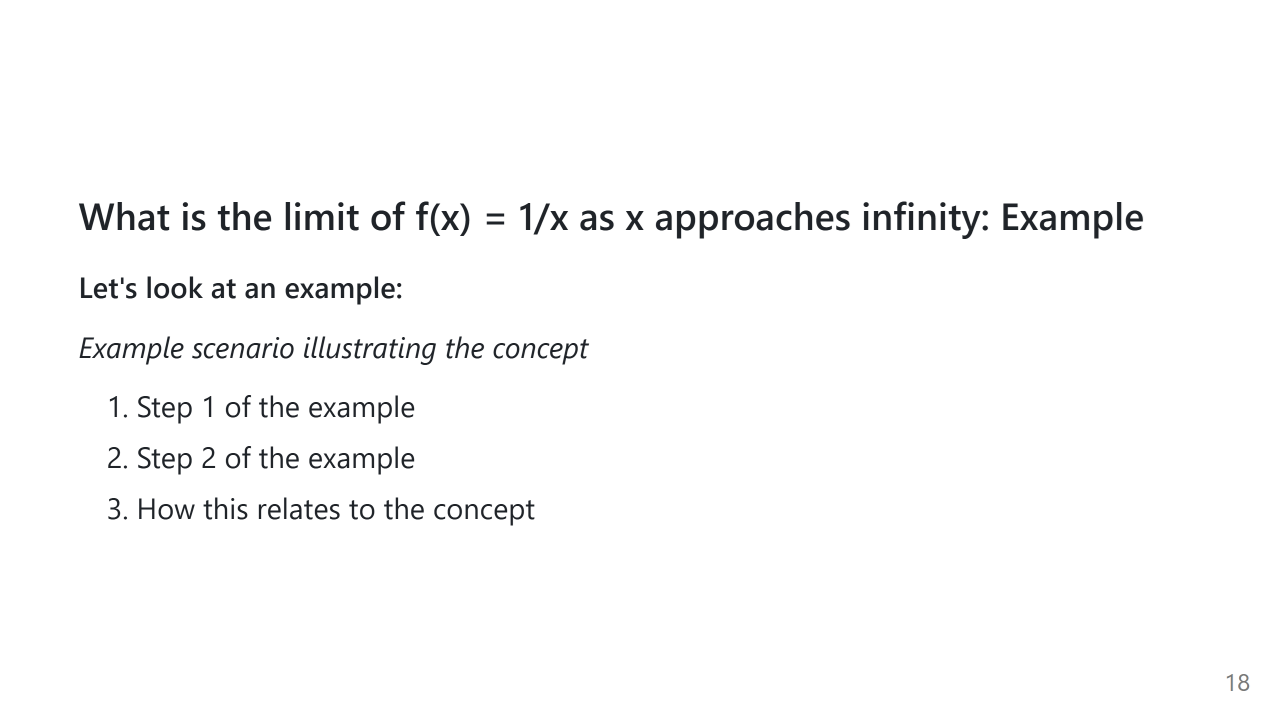 What is the limit of f(x) = 1/x as x approaches infinity: Example
Let's look at an example:
Example scenario illustrating the concept
1. Step 1 of the example
2. Step 2 of the example
3. How this relates to the concept
18